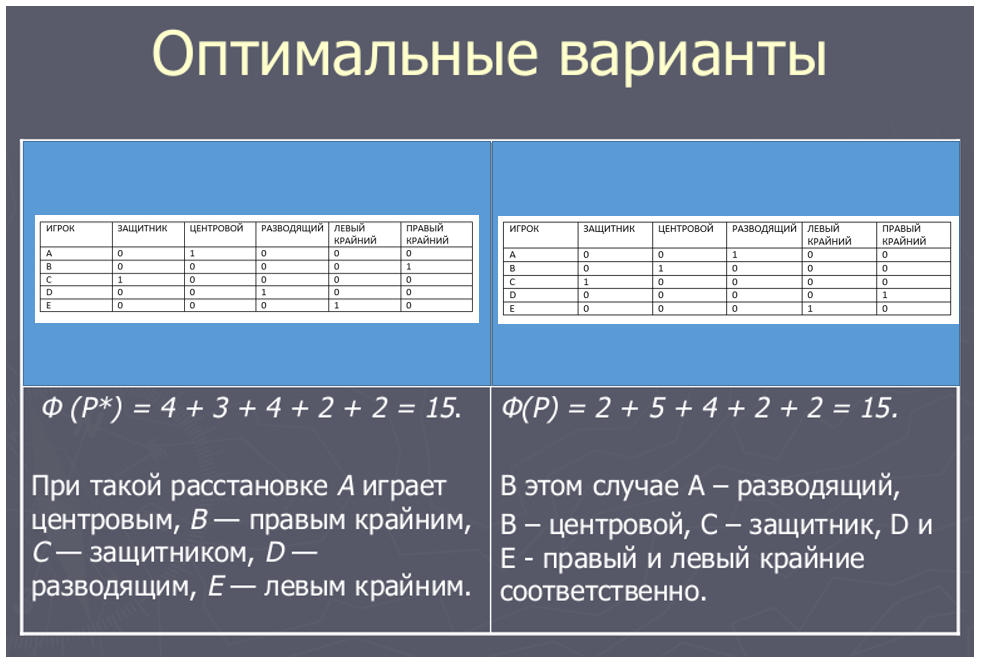 Оптимальные варианты
ИГРОК ЗАЩИТНИК ЦЕНТРОВОЙ РАЗВОДЯЩИЙ ЛЕВЫЙ КРАЙНИЙ ПРАВЫЙ КРАЙНИЙ
A 0 1 0 0 0
B 0 0 0 0 1
C 1 0 0 0 0
D 0 0 1 0 0
E 0 0 0 1 0
Ф (P*) = 4 + 3 + 4 + 2 + 2 = 15.
При такой расстановке A играет
центровым, B — правым крайним,
C — защитником, D —
разводящим, E — левым крайним.
ИГРОК ЗАЩИТНИК ЦЕНТРОВОЙ РАЗВОДЯЩИЙ ЛЕВЫЙ КРАЙНИЙ ПРАВЫЙ КРАЙНИЙ
A 0 0 1 0 0
B 0 1 0 0 0
C 1 0 0 0 0
D 0 0 0 0 1
E 0 0 0 1 0
Ф(P) = 2 + 5 + 4 + 2 + 2 = 15.
В этом случае A – разводящий,
B – центровой, C – защитник, D и
E - правый и левый крайние
соответственно.